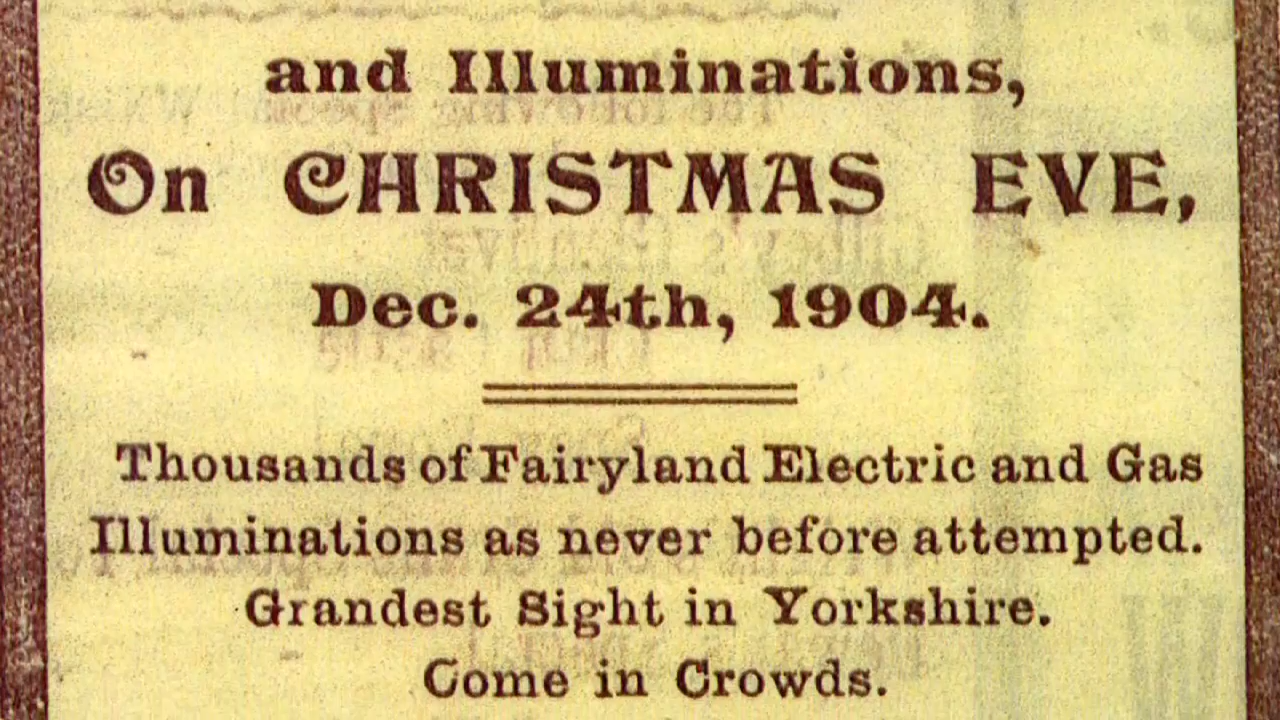 and Illuminations,
On CHRISTMAS EVE,
Dec. 24th, 1904.
Thousands of Fairyland Electric and Gas
Illuminations as never before attempted.
Grandest Sight in Yorkshire.
Come in Crowds.